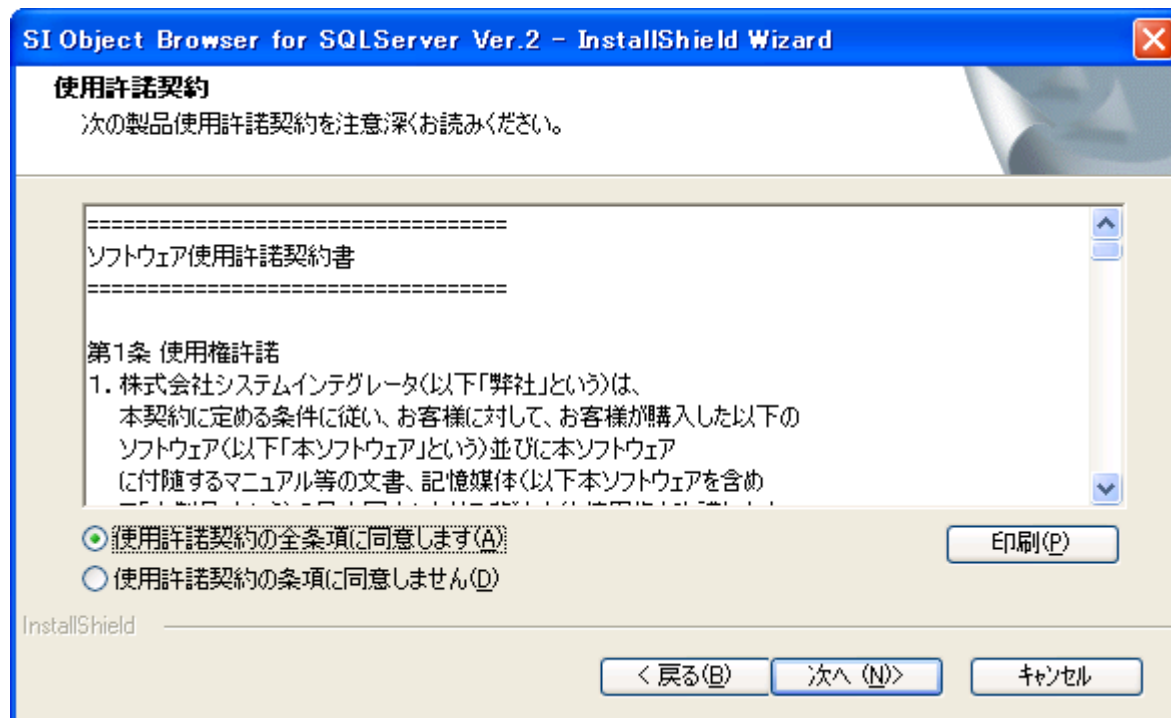 SI Object Browser for SQLServer Ver.2 - InstallShield Wizard
使用許諾契約
次の製品使用許諾契約を注意深くお読みください。
===================================
ソフトウェア使用許諾契約書
===================================
第1条 使用権許諾
1. 株式会社システムインテグレータ(以下「弊社」という)は、
本契約に定める条件に従い、お客様に対して、お客様が購入した以下の
ソフトウェア(以下「本ソフトウェア」という)並びに本ソフトウェア
に付随するマニュアル等の文書、記憶媒体(以下本ソフトウェアを含め
使用許諾契約の全条項に同意します(A)
印刷(P)
使用許諾契約の条項に同意しません(D)
InstallShield
< 戻る(B)
次へ (N)>
キャンセル